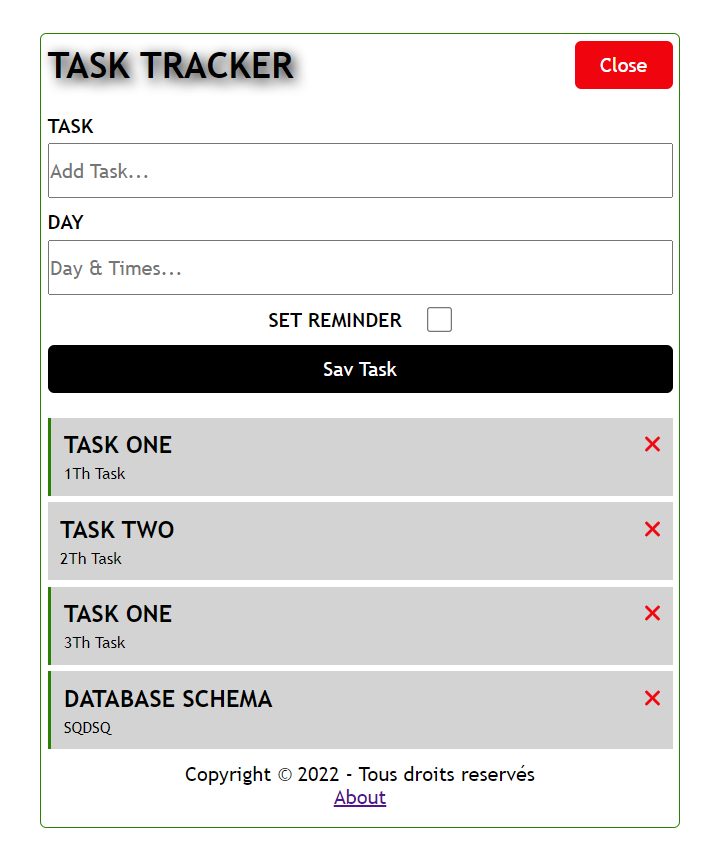 TASK TRACKER
Close
TASK
Add Task...
DAY
Day & Times...
SET REMINDER
Sav Task
TASK ONE
1Th Task
TASK TWO
2Th Task
TASK ONE
3Th Task
DATABASE SCHEMA
SQDSQ
Copyright © 2022 - Tous droits reservés
About